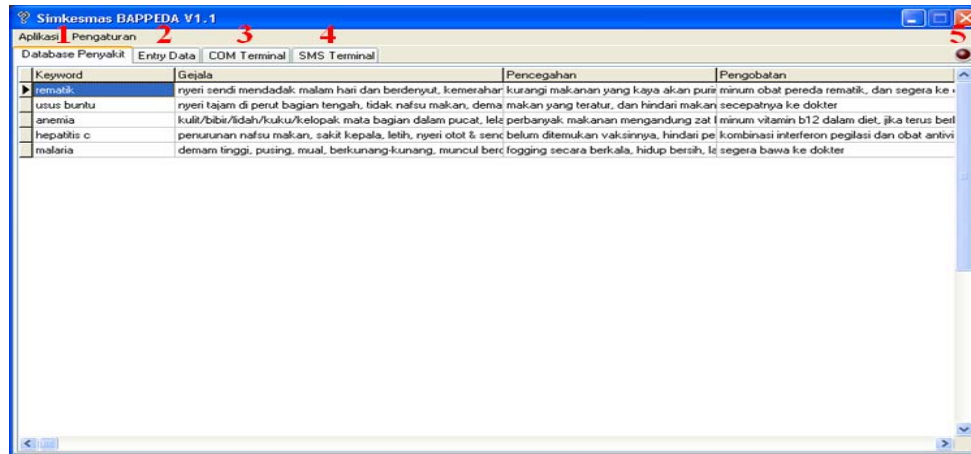 Simkesmas BAPPEDA V1.1
Aplikasi Pengaturan
1 2 3 4 5
Database Penyakit Entry Data COM Terminal SMS Terminal
Keyword Gejala Pencegahan Pengobatan
rematik nyeri sendi mendadak malam hari dan berdenyut, kemerahan kurangi makanan yang kaya akan puri minum obat pereda rematik, dan segera ke
usus buntu nyeri tajam di perut bagian tengah, tidak nafsu makan, dema makan yang teratur, dan hindari makan secepatnya ke dokter
anemia kulit/bibir/lidah/kuku/kelopak mata bagian dalam pucat, lela perbanyak makanan mengandung zat minum vitamin b12 dalam diet, jika terus berl
hepatitis c penurunan nafsu makan, sakit kepala, letih, nyeri otot & send belum ditemukan vaksinnya, hindari pe kombinasi interferon pegilasi dan obat antivi
malaria demam tinggi, pusing, mual, berkunang-kunang, muncul berc fogging secara berkala, hidup bersih, la segera bawa ke dokter